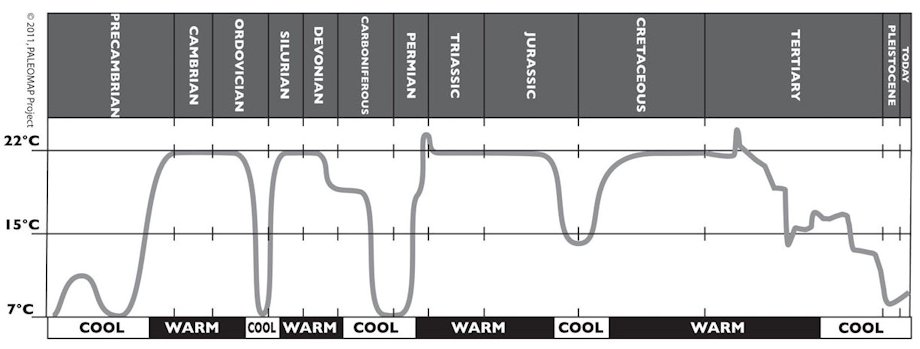 © 2011, PALEOMAP Project
PRECAMBRIAN
CAMBRIAN
ORDOVICIAN
SILURIAN
DEVONIAN
CARBONIFEROUS
PERMIAN
TRIASSIC
JURASSIC
CRETACEOUS
TERTIARY
PLEISTOCENE
TODAY
22°C
15°C
7°C
COOL WARM COOL WARM COOL WARM COOL WARM COOL